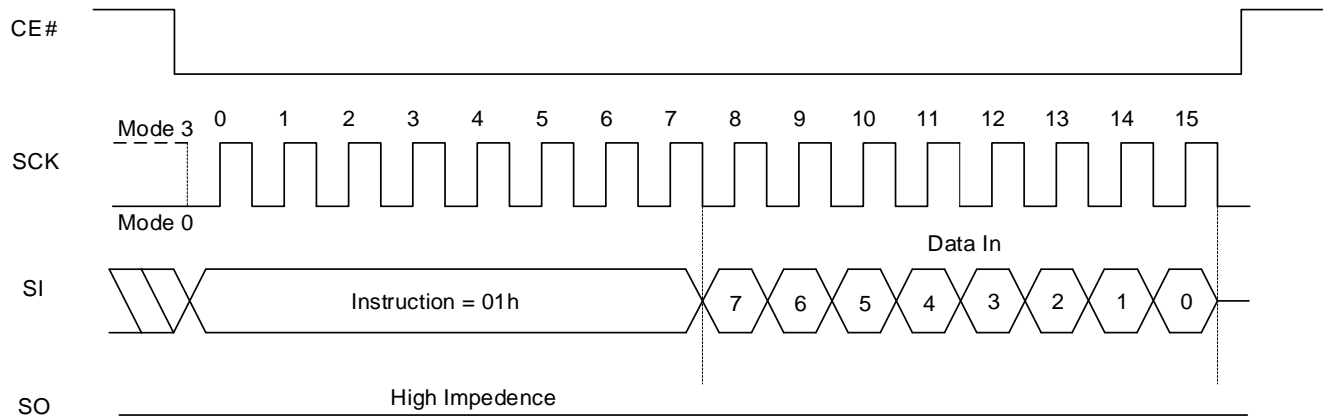 CE#
0 1 2 3 4 5 6 7 8 9 10 11 12 13 14 15
Mode 3
SCK
Mode 0
Data In
SI
Instruction = 01h
7 6 5 4 3 2 1 0
High Impedence
SO